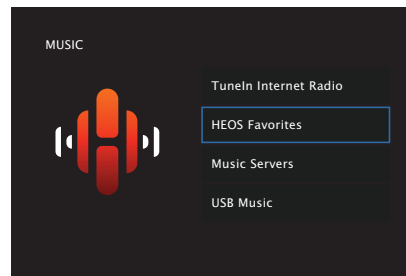 MUSIC
TuneIn Internet Radio
HEOS Favorites
Music Servers
USB Music